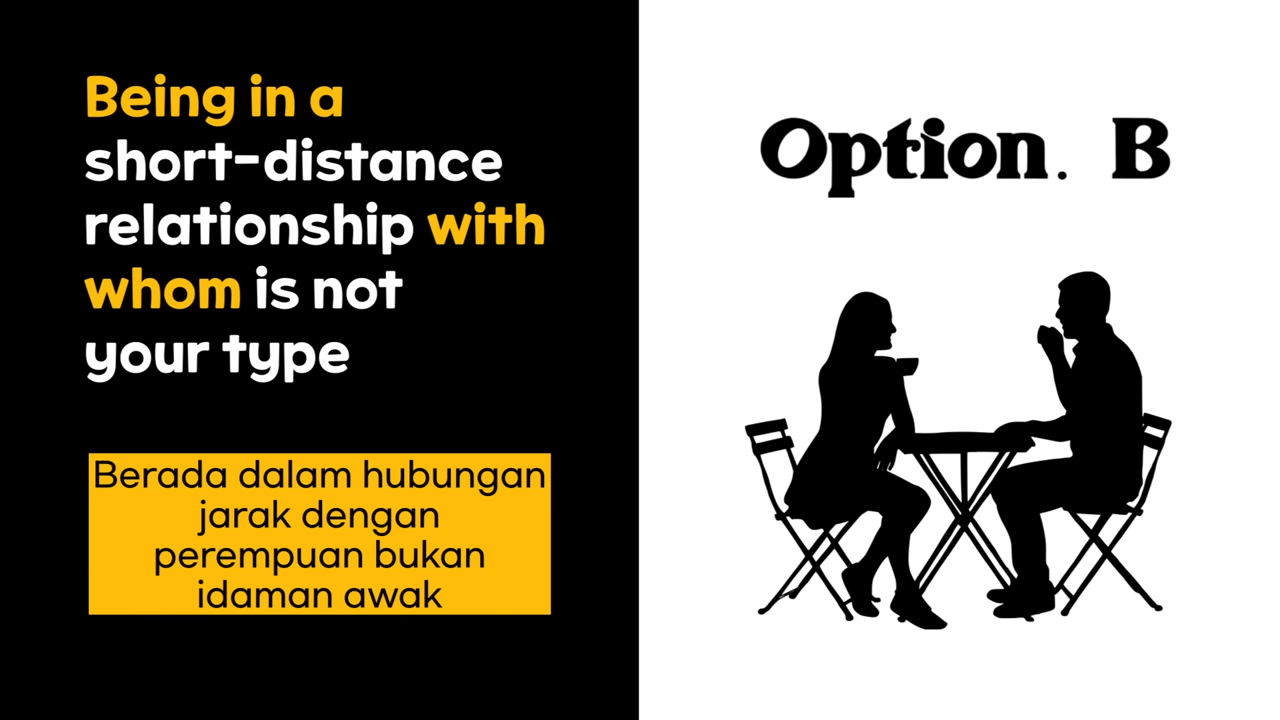 Being in a
short-distance
relationship with
whom is not
your type
Berada dalam hubungan
jarak dengan
perempuan bukan
idaman awak
Option. B